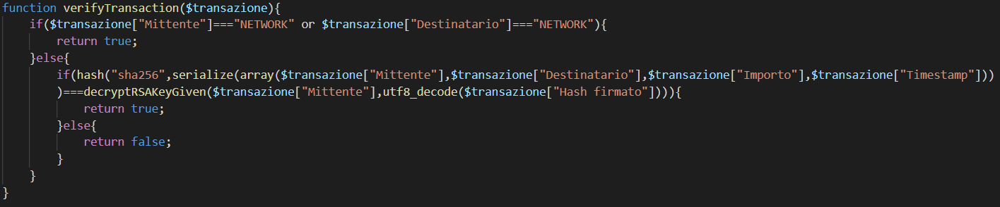 function verifyTransaction($transazione){
if($transazione["Mittente"]==="NETWORK" or $transazione["Destinatario"]==="NETWORK"){
return true;
}else{
if(hash("sha256",serialize(array($transazione["Mittente"],$transazione["Destinatario"],$transazione["Importo"],$transazione["Timestamp"]))
)===decryptRSAKeyGiven($transazione["Mittente"],utf8_decode($transazione["Hash firmato"]))){
return true;
}else{
return false;
}
}
}